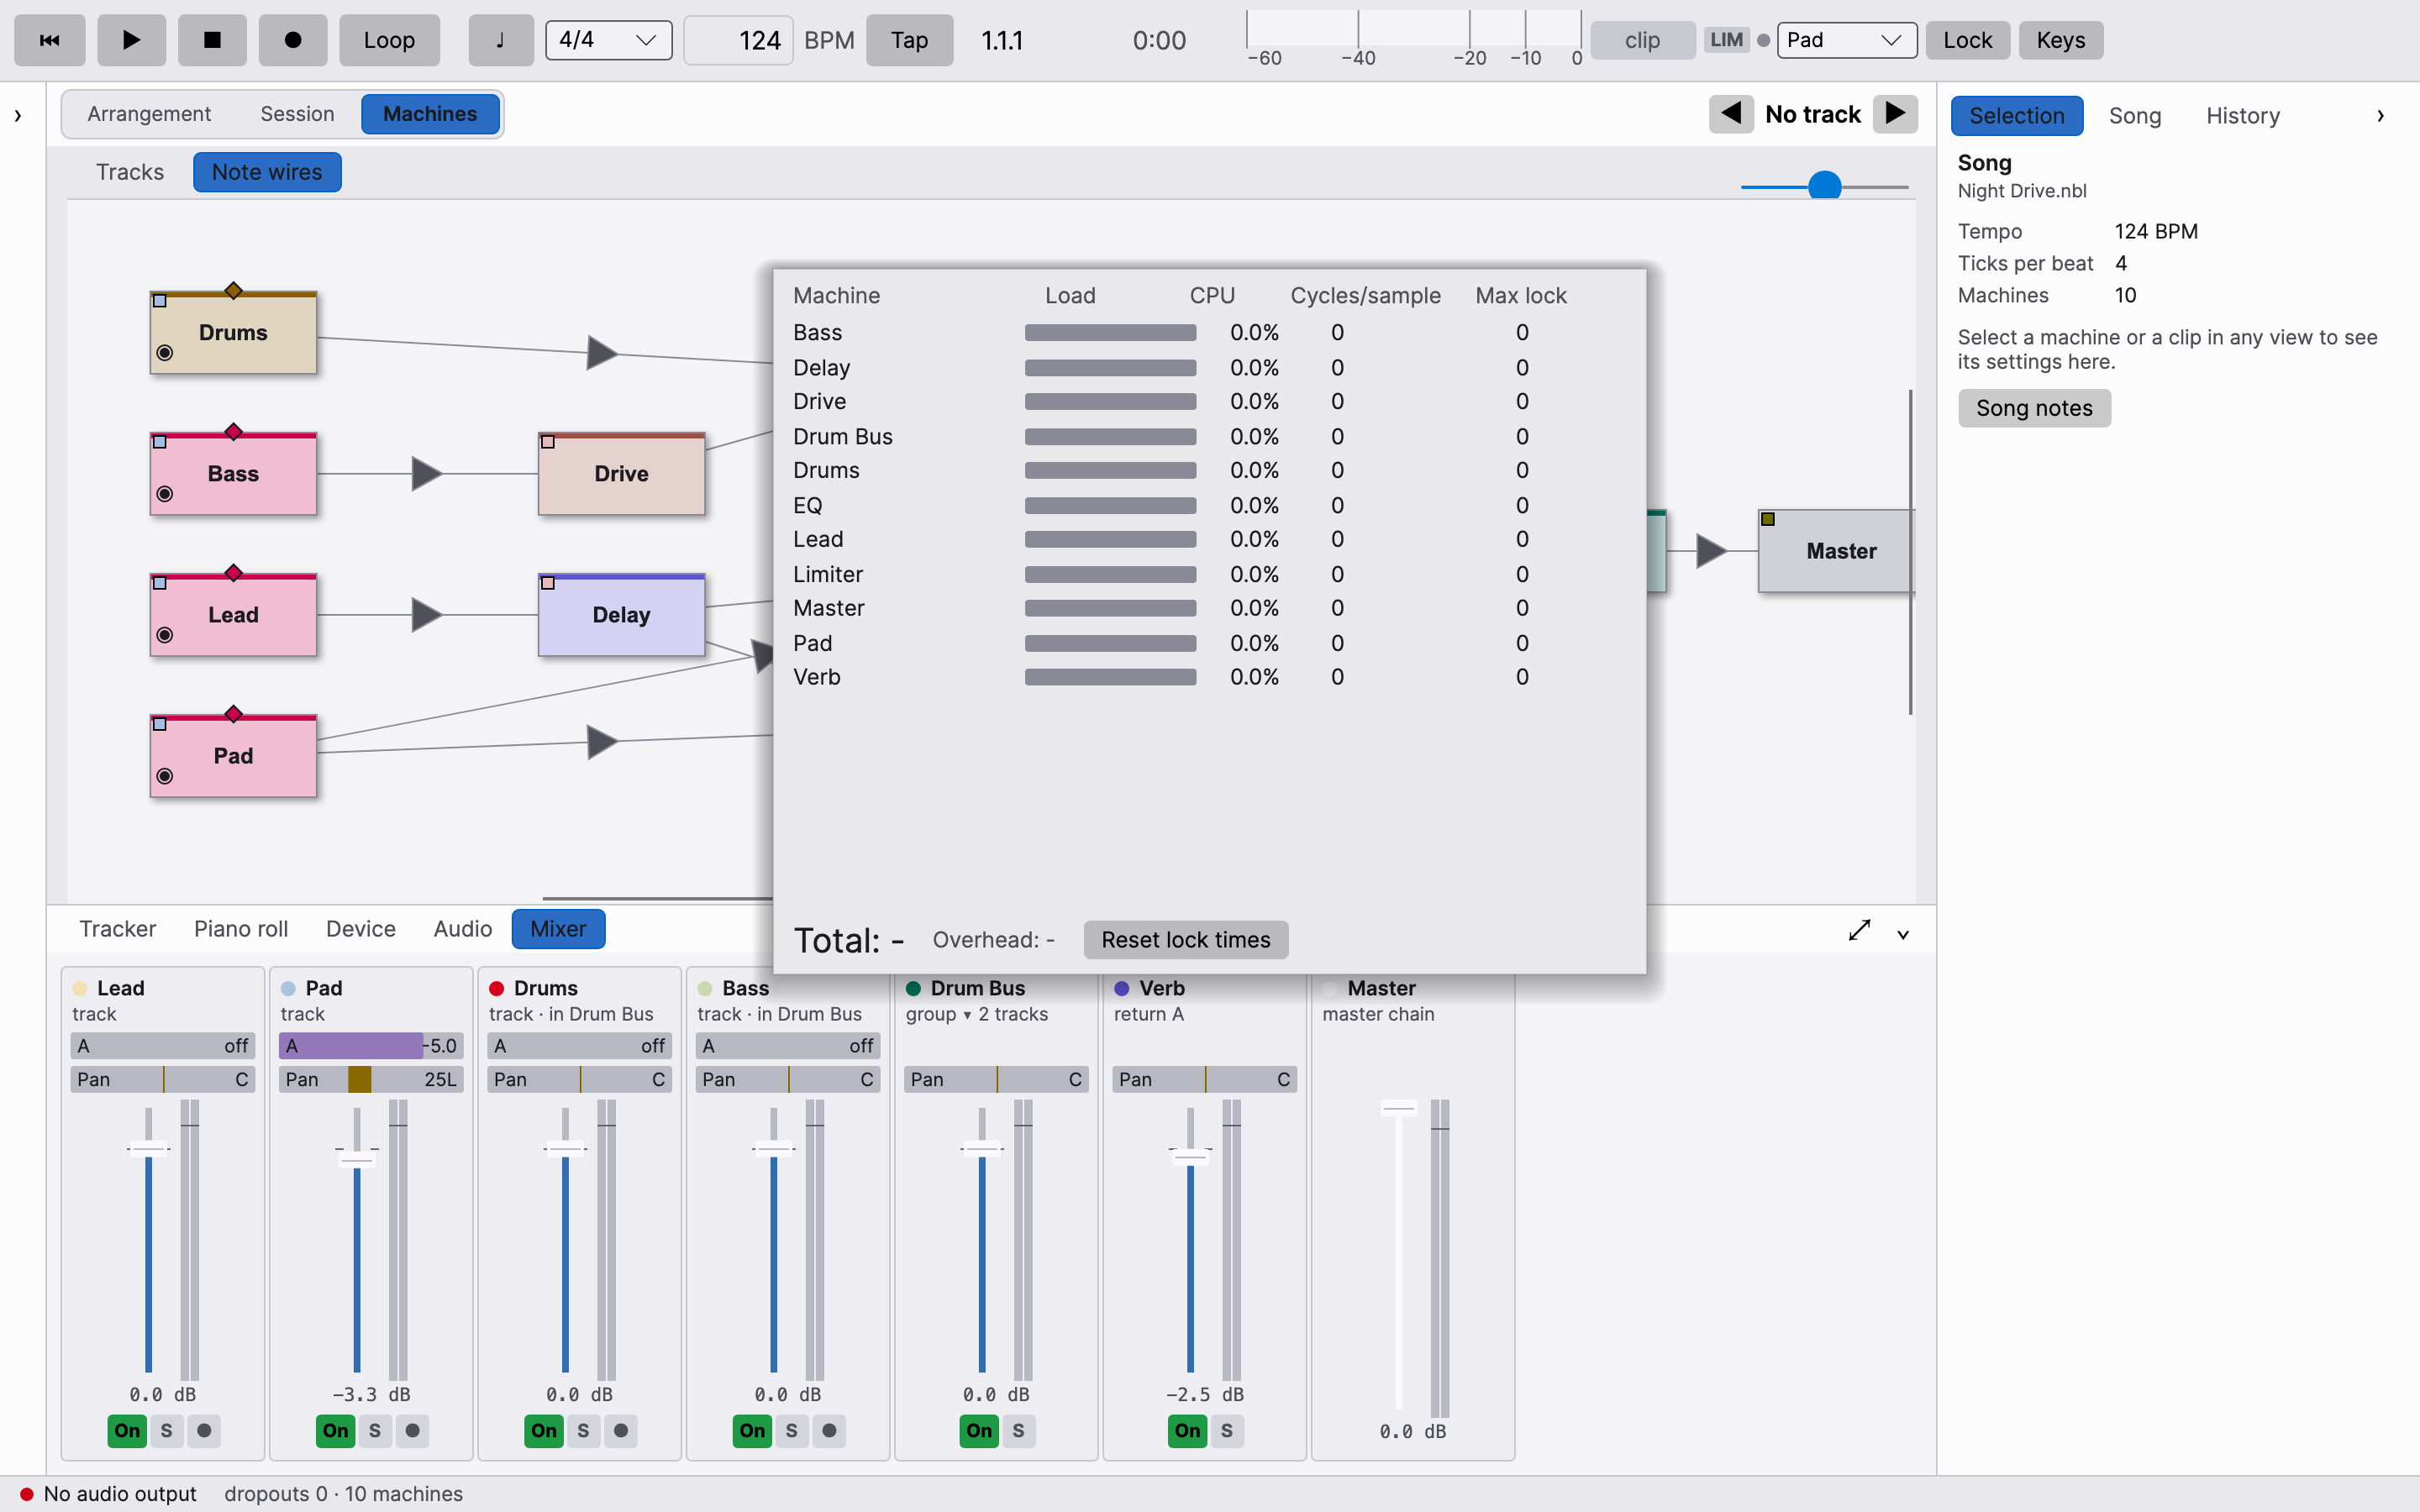 Loop
4/4
124 BPM
Tap
1.1.1
0:00
−60 −40 −20 −10 0
clip
LIM
Pad
Lock
Keys
Arrangement Session Machines
No track
Selection Song History
Tracks Note wires
Song
Night Drive.nbl
Tempo 124 BPM
Ticks per beat 4
Machines 10
Select a machine or a clip in any view to see
its settings here.
Song notes
Drums
Bass
Drive
Lead
Delay
Pad
Master
Machine Load CPU Cycles/sample Max lock
Bass 0.0% 0 0
Delay 0.0% 0 0
Drive 0.0% 0 0
Drum Bus 0.0% 0 0
Drums 0.0% 0 0
EQ 0.0% 0 0
Lead 0.0% 0 0
Limiter 0.0% 0 0
Master 0.0% 0 0
Pad 0.0% 0 0
Verb 0.0% 0 0
Total: - Overhead: - Reset lock times
Tracker Piano roll Device Audio Mixer
Lead
track
A off
Pan C
0.0 dB
On S
Pad
track
A −5.0
Pan 25L
−3.3 dB
On S
Drums
track · in Drum Bus
A off
Pan C
0.0 dB
On S
Bass
track · in Drum Bus
A off
Pan C
0.0 dB
On S
Drum Bus
group ▾ 2 tracks
Pan C
0.0 dB
On S
Verb
return A
Pan C
−2.5 dB
On S
Master
master chain
0.0 dB
No audio output dropouts 0 · 10 machines